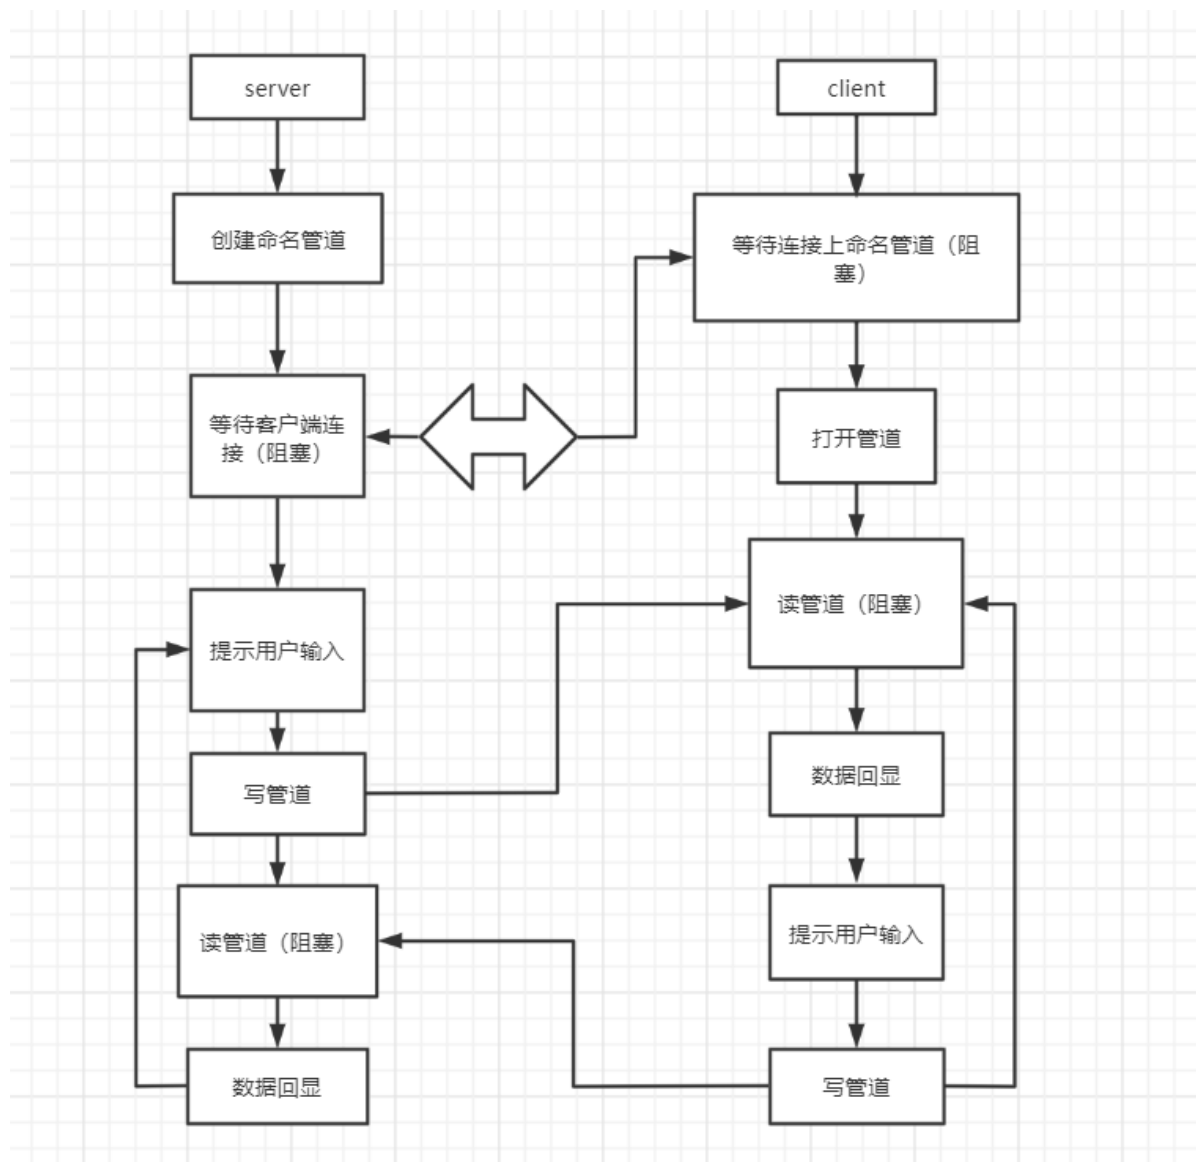 server
创建命名管道
等待客户端连
接（阻塞）
提示用户输入
写管道
读管道（阻塞）
数据回显
client
等待连接上命名管道（阻
塞）
打开管道
读管道（阻塞）
数据回显
提示用户输入
写管道